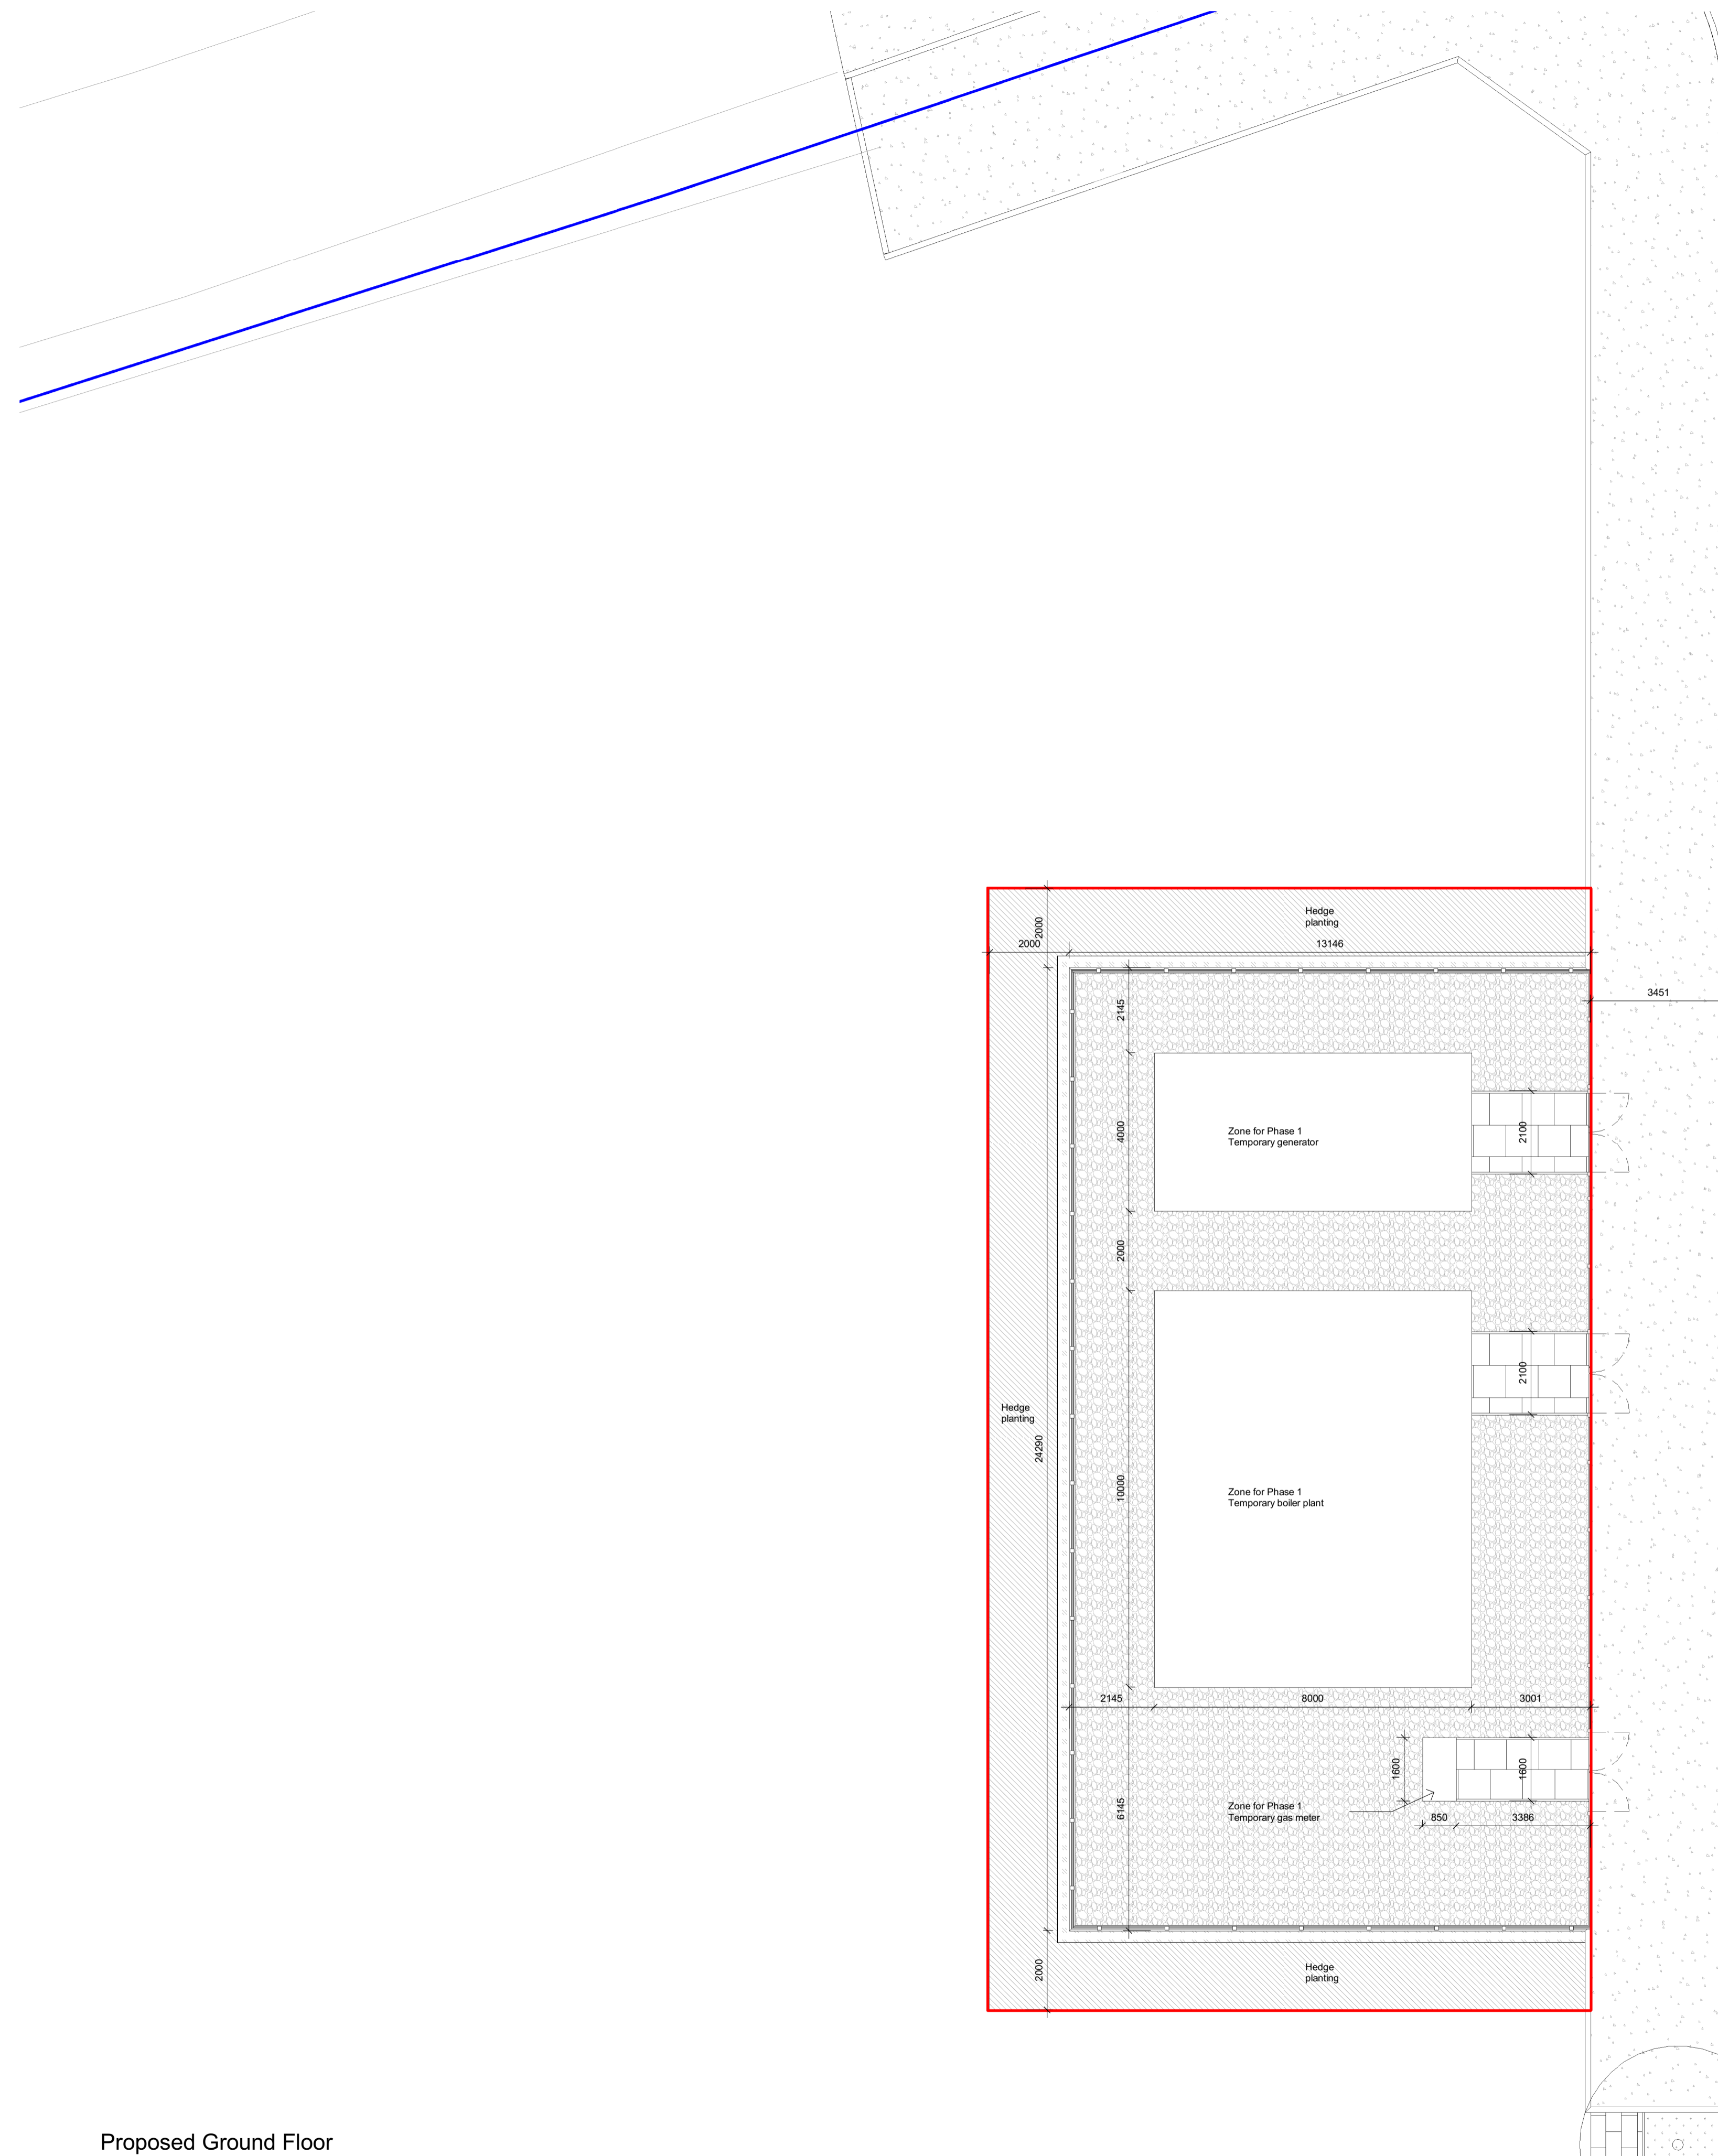 Hedge
planting
2000
2000
13146
3451
2145
4000
Zone for Phase 1
Temporary generator
2100
2000
2100
Hedge
planting
24290
10000
Zone for Phase 1
Temporary boiler plant
2145
8000
3001
1600
1600
6145
Zone for Phase 1
Temporary gas meter
850
3386
2000
Hedge
planting
Proposed Ground Floor